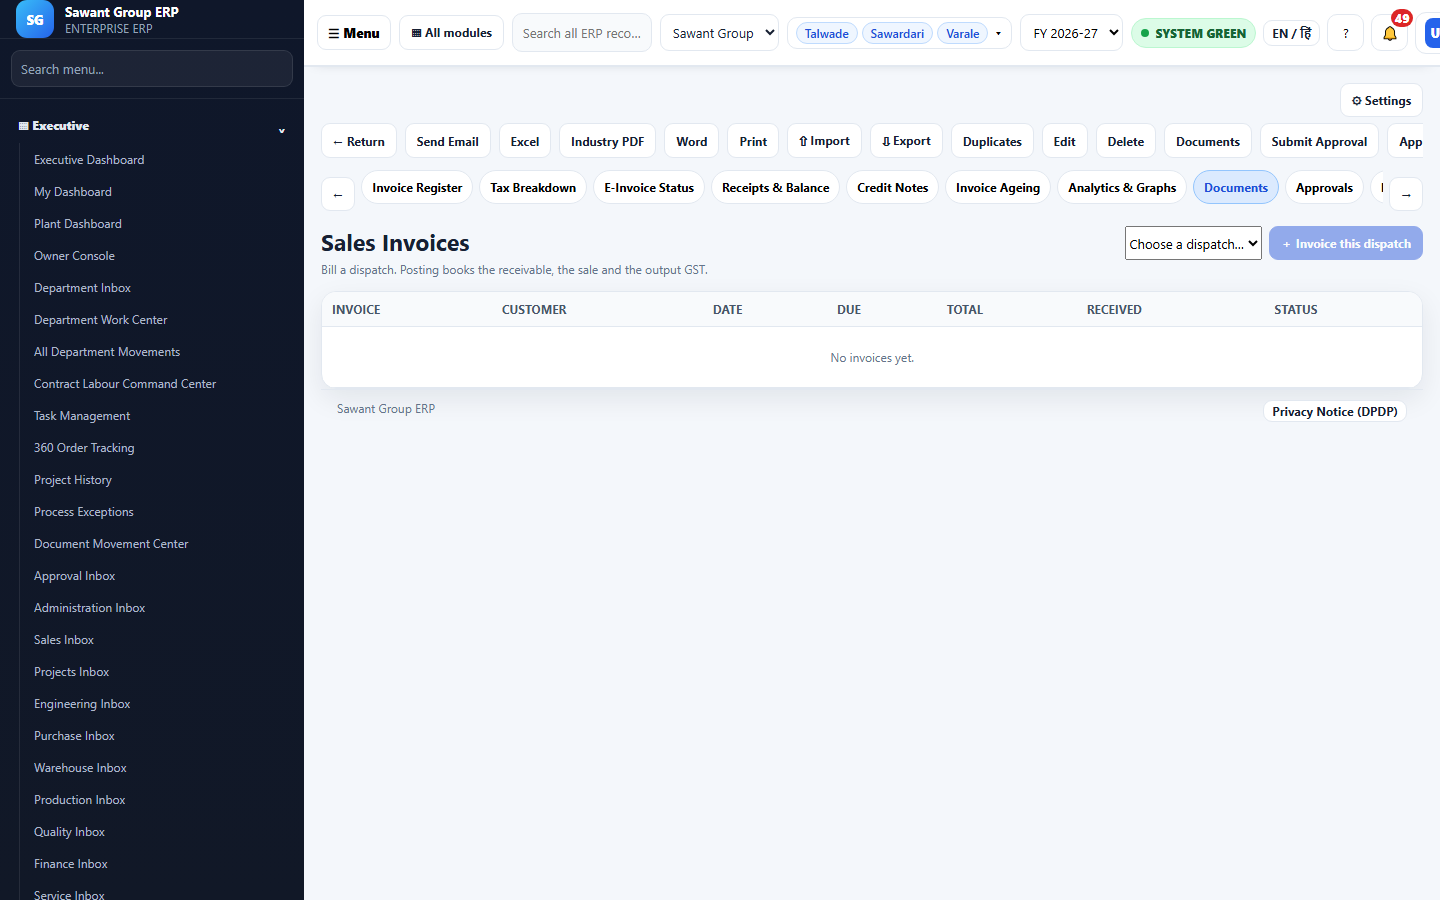 SG
Sawant Group ERP
ENTERPRISE ERP
Search menu...
Executive
Executive Dashboard
My Dashboard
Plant Dashboard
Owner Console
Department Inbox
Department Work Center
All Department Movements
Contract Labour Command Center
Task Management
360 Order Tracking
Project History
Process Exceptions
Document Movement Center
Approval Inbox
Administration Inbox
Sales Inbox
Projects Inbox
Engineering Inbox
Purchase Inbox
Warehouse Inbox
Production Inbox
Quality Inbox
Finance Inbox
Service Inbox
☰ Menu All modules Search all ERP reco... Sawant Group Talwade Sawardari Varale FY 2026-27 SYSTEM GREEN EN / हिं ? 49 U
⚙ Settings
← Return Send Email Excel Industry PDF Word Print ⇧ Import ⇩ Export Duplicates Edit Delete Documents Submit Approval App
← Invoice Register Tax Breakdown E-Invoice Status Receipts & Balance Credit Notes Invoice Ageing Analytics & Graphs Documents Approvals →
Sales Invoices Choose a dispatch... + Invoice this dispatch
Bill a dispatch. Posting books the receivable, the sale and the output GST.
INVOICE CUSTOMER DATE DUE TOTAL RECEIVED STATUS
No invoices yet.
Sawant Group ERP Privacy Notice (DPDP)